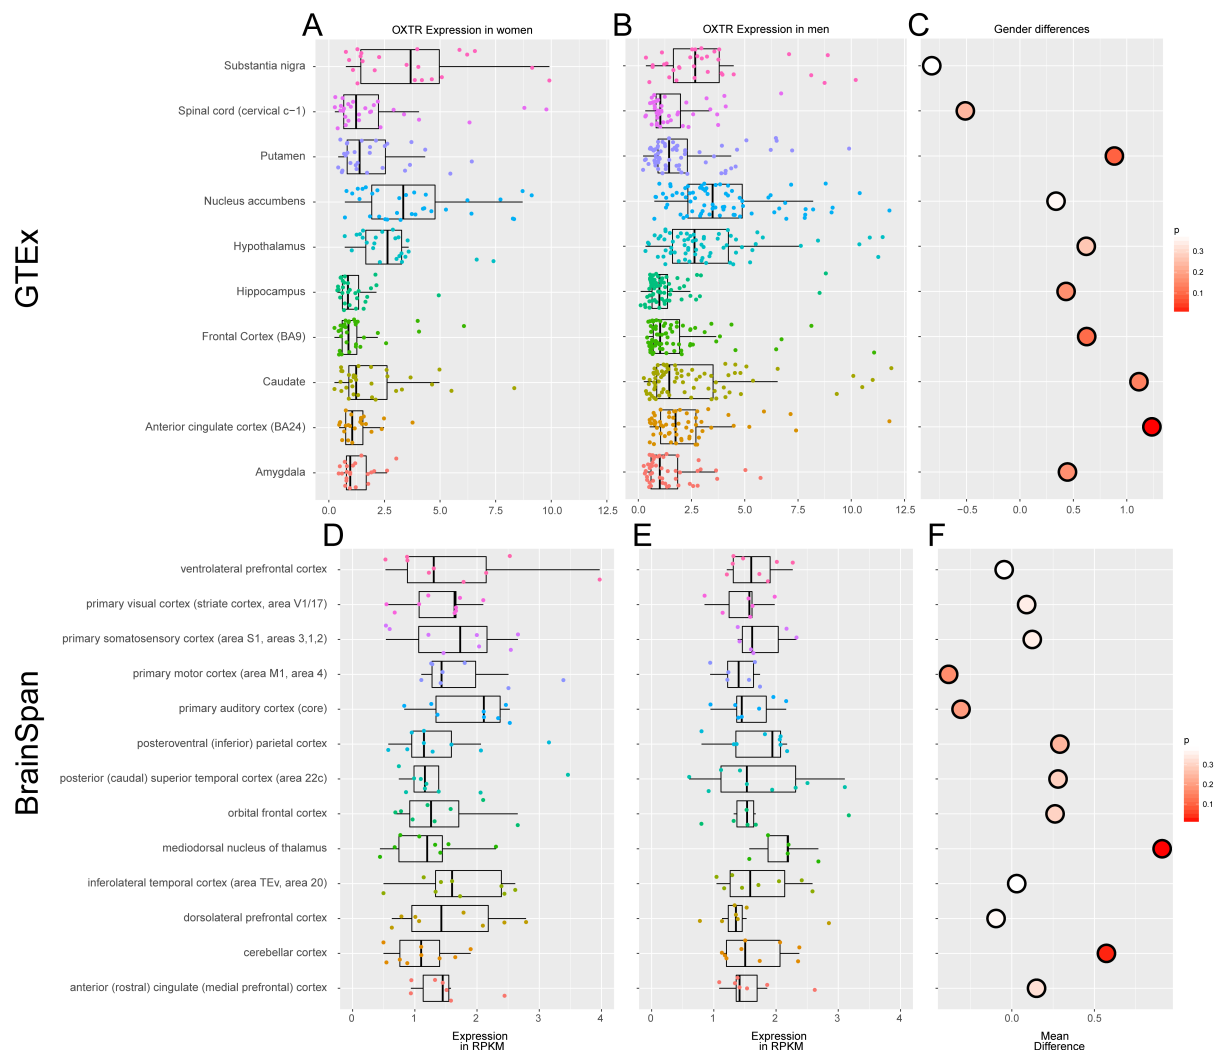 A
OXTR Expression in women
B
OXTR Expression in men
C
Gender differences
GTEx
Substantia nigra
Spinal cord (cervical c−1)
Putamen
Nucleus accumbens
Hypothalamus
Hippocampus
Frontal Cortex (BA9)
Caudate
Anterior cingulate cortex (BA24)
Amygdala
0.0 2.5 5.0 7.5 10.0 12.5
0.0 2.5 5.0 7.5 10.0 12.5
−0.5 0.0 0.5 1.0
p
0.3
0.2
0.1
D
E
F
BrainSpan
ventrolateral prefrontal cortex
primary visual cortex (striate cortex, area V1/17)
primary somatosensory cortex (area S1, areas 3,1,2)
primary motor cortex (area M1, area 4)
primary auditory cortex (core)
posteroventral (inferior) parietal cortex
posterior (caudal) superior temporal cortex (area 22c)
orbital frontal cortex
mediodorsal nucleus of thalamus
inferolateral temporal cortex (area TEv, area 20)
dorsolateral prefrontal cortex
cerebellar cortex
anterior (rostral) cingulate (medial prefrontal) cortex
0 1 2 3 4
0 1 2 3 4
0.0 0.5
p
0.3
0.2
0.1
Expression
in RPKM
Expression
in RPKM
Mean
Difference